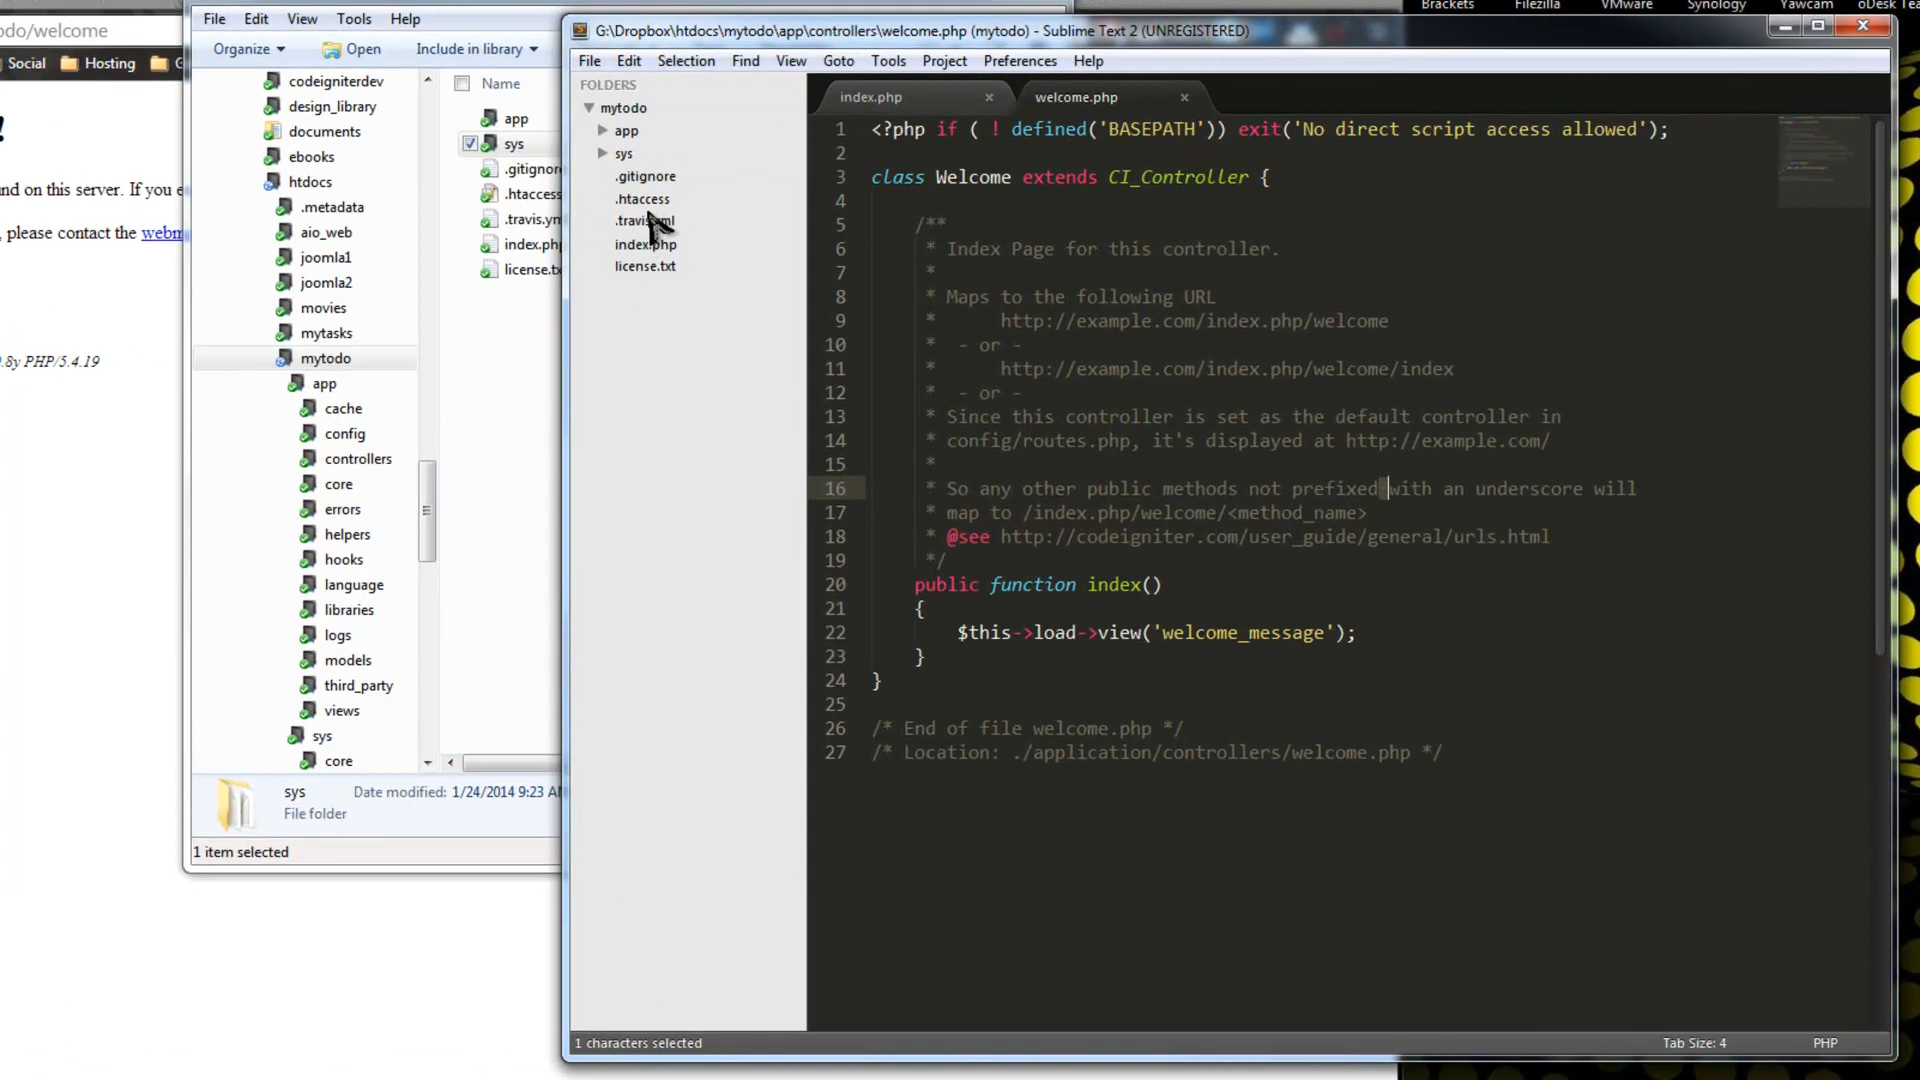 Brackets Filezilla VMware Synology Yawcam oDesk Tea
do/welcome
Social Hosting G
!
und on this server. If you e
, please contact the webm
0.8y PHP/5.4.19
File Edit View Tools Help
Organize Open Include in library
codeigniterdev
design_library
documents
ebooks
htdocs
.metadata
aio_web
joomla1
joomla2
movies
mytasks
mytodo
app
cache
config
controllers
core
errors
helpers
hooks
language
libraries
logs
models
third_party
views
sys
core
Name
app
sys
.gitignore
.htaccess
.travis.ym
index.php
license.tx
sys Date modified: 1/24/2014 9:23 AM
File folder
1 item selected
G:\Dropbox\htdocs\mytodo\app\controllers\welcome.php (mytodo) - Sublime Text 2 (UNREGISTERED)
File Edit Selection Find View Goto Tools Project Preferences Help
FOLDERS
mytodo
app
sys
.gitignore
.htaccess
.travis.yml
index.php
license.txt
index.php welcome.php
1 <?php if ( ! defined('BASEPATH')) exit('No direct script access allowed');
2
3 class Welcome extends CI_Controller {
4
5 /**
6 * Index Page for this controller.
7 *
8 * Maps to the following URL
9 * http://example.com/index.php/welcome
10 * - or -
11 * http://example.com/index.php/welcome/index
12 * - or -
13 * Since this controller is set as the default controller in
14 * config/routes.php, it's displayed at http://example.com/
15 *
16 * So any other public methods not prefixed with an underscore will
17 * map to /index.php/welcome/<method_name>
18 * @see http://codeigniter.com/user_guide/general/urls.html
19 */
20 public function index()
21 {
22 $this->load->view('welcome_message');
23 }
24 }
25
26 /* End of file welcome.php */
27 /* Location: ./application/controllers/welcome.php */
1 characters selected Tab Size: 4 PHP